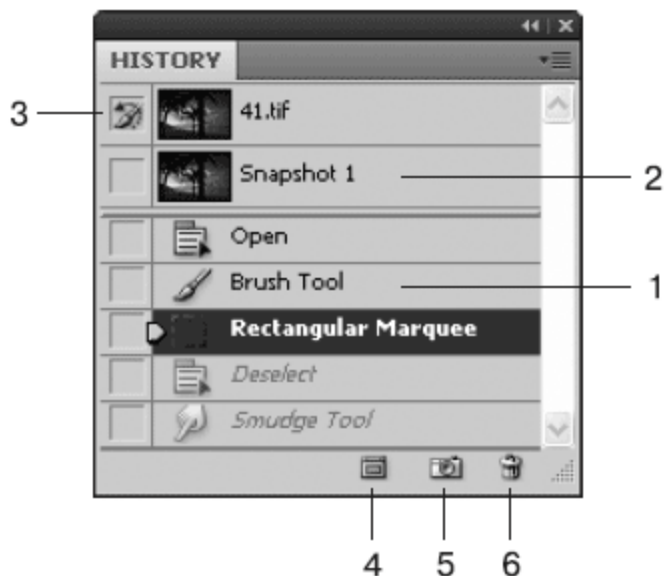 HISTORY
3
41.tif
Snapshot 1
2
Open
Brush Tool
1
Rectangular Marquee
Deselect
Smudge Tool
4
5
6